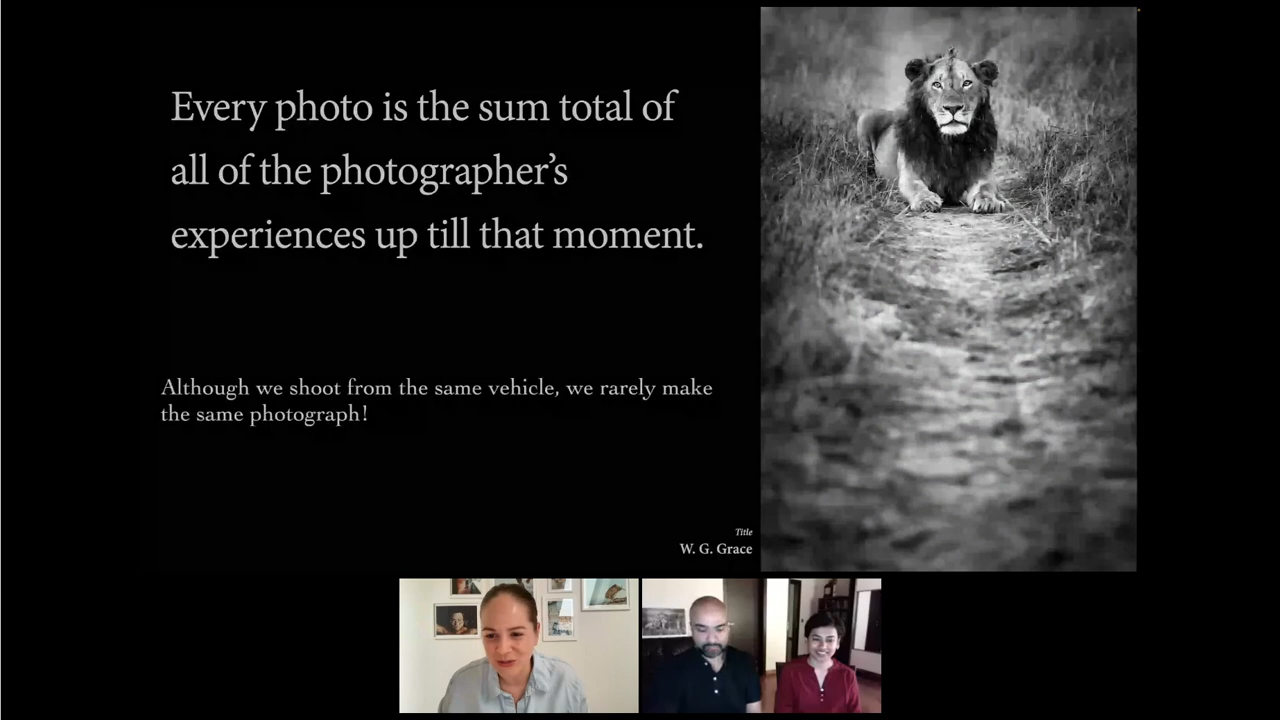 Every photo is the sum total of
all of the photographer’s
experiences up till that moment.
Although we shoot from the same vehicle, we rarely make
the same photograph!
Title
W. G. Grace